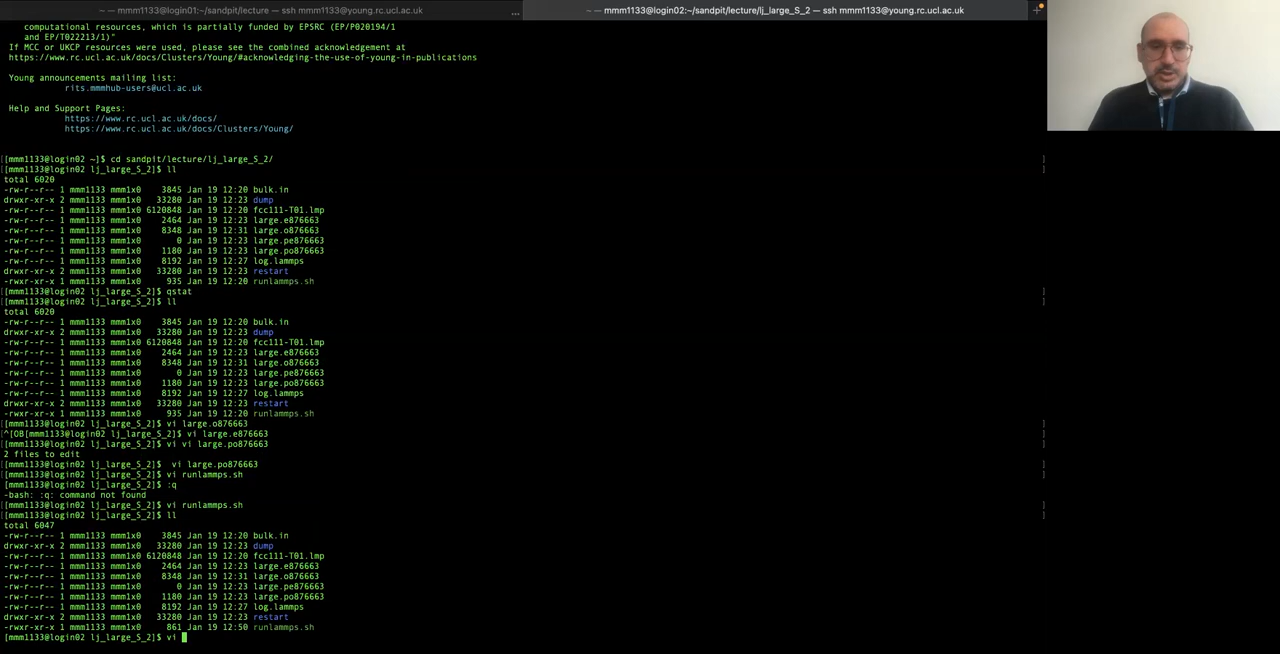 ~ — mmm1133@login01:~/sandpit/lecture — ssh mmm1133@young.rc.ucl.ac.uk ... ~ — mmm1133@login02:~/sandpit/lecture/lj_large_S_2 — ssh mmm1133@young.rc.ucl.ac.uk +
computational resources, which is partially funded by EPSRC (EP/P020194/1
and EP/T022213/1)"
If MCC or UKCP resources were used, please see the combined acknowledgement at
https://www.rc.ucl.ac.uk/docs/Clusters/Young/#acknowledging-the-use-of-young-in-publications
Young announcements mailing list:
rits.mmmhub-users@ucl.ac.uk
Help and Support Pages:
https://www.rc.ucl.ac.uk/docs/
https://www.rc.ucl.ac.uk/docs/Clusters/Young/
[[mmm1133@login02 ~]$ cd sandpit/lecture/lj_large_S_2/ ]
[[mmm1133@login02 lj_large_S_2]$ ll ]
total 6020
-rw-r--r-- 1 mmm1133 mmm1x0 3845 Jan 19 12:20 bulk.in
drwxr-xr-x 2 mmm1133 mmm1x0 33280 Jan 19 12:23 dump
-rw-r--r-- 1 mmm1133 mmm1x0 6120848 Jan 19 12:20 fcc111-T01.lmp
-rw-r--r-- 1 mmm1133 mmm1x0 2464 Jan 19 12:23 large.e876663
-rw-r--r-- 1 mmm1133 mmm1x0 8348 Jan 19 12:31 large.o876663
-rw-r--r-- 1 mmm1133 mmm1x0 0 Jan 19 12:23 large.pe876663
-rw-r--r-- 1 mmm1133 mmm1x0 1180 Jan 19 12:23 large.po876663
-rw-r--r-- 1 mmm1133 mmm1x0 8192 Jan 19 12:27 log.lammps
drwxr-xr-x 2 mmm1133 mmm1x0 33280 Jan 19 12:23 restart
-rwxr-xr-x 1 mmm1133 mmm1x0 935 Jan 19 12:20 runlammps.sh
[[mmm1133@login02 lj_large_S_2]$ qstat ]
[[mmm1133@login02 lj_large_S_2]$ ll ]
total 6020
-rw-r--r-- 1 mmm1133 mmm1x0 3845 Jan 19 12:20 bulk.in
drwxr-xr-x 2 mmm1133 mmm1x0 33280 Jan 19 12:23 dump
-rw-r--r-- 1 mmm1133 mmm1x0 6120848 Jan 19 12:20 fcc111-T01.lmp
-rw-r--r-- 1 mmm1133 mmm1x0 2464 Jan 19 12:23 large.e876663
-rw-r--r-- 1 mmm1133 mmm1x0 8348 Jan 19 12:31 large.o876663
-rw-r--r-- 1 mmm1133 mmm1x0 0 Jan 19 12:23 large.pe876663
-rw-r--r-- 1 mmm1133 mmm1x0 1180 Jan 19 12:23 large.po876663
-rw-r--r-- 1 mmm1133 mmm1x0 8192 Jan 19 12:27 log.lammps
drwxr-xr-x 2 mmm1133 mmm1x0 33280 Jan 19 12:23 restart
-rwxr-xr-x 1 mmm1133 mmm1x0 935 Jan 19 12:20 runlammps.sh
[[mmm1133@login02 lj_large_S_2]$ vi large.o876663 ]
[^[OB[mmm1133@login02 lj_large_S_2]$ vi large.e876663 ]
[[mmm1133@login02 lj_large_S_2]$ vi vi large.po876663 ]
2 files to edit
[[mmm1133@login02 lj_large_S_2]$  vi large.po876663 ]
[[mmm1133@login02 lj_large_S_2]$ vi runlammps.sh ]
[mmm1133@login02 lj_large_S_2]$ :q ]
-bash: :q: command not found
[[mmm1133@login02 lj_large_S_2]$ vi runlammps.sh ]
[[mmm1133@login02 lj_large_S_2]$ ll ]
total 6047
-rw-r--r-- 1 mmm1133 mmm1x0 3845 Jan 19 12:20 bulk.in
drwxr-xr-x 2 mmm1133 mmm1x0 33280 Jan 19 12:23 dump
-rw-r--r-- 1 mmm1133 mmm1x0 6120848 Jan 19 12:20 fcc111-T01.lmp
-rw-r--r-- 1 mmm1133 mmm1x0 2464 Jan 19 12:23 large.e876663
-rw-r--r-- 1 mmm1133 mmm1x0 8348 Jan 19 12:31 large.o876663
-rw-r--r-- 1 mmm1133 mmm1x0 0 Jan 19 12:23 large.pe876663
-rw-r--r-- 1 mmm1133 mmm1x0 1180 Jan 19 12:23 large.po876663
-rw-r--r-- 1 mmm1133 mmm1x0 8192 Jan 19 12:27 log.lammps
drwxr-xr-x 2 mmm1133 mmm1x0 33280 Jan 19 12:23 restart
-rwxr-xr-x 1 mmm1133 mmm1x0 861 Jan 19 12:50 runlammps.sh
[mmm1133@login02 lj_large_S_2]$ vi